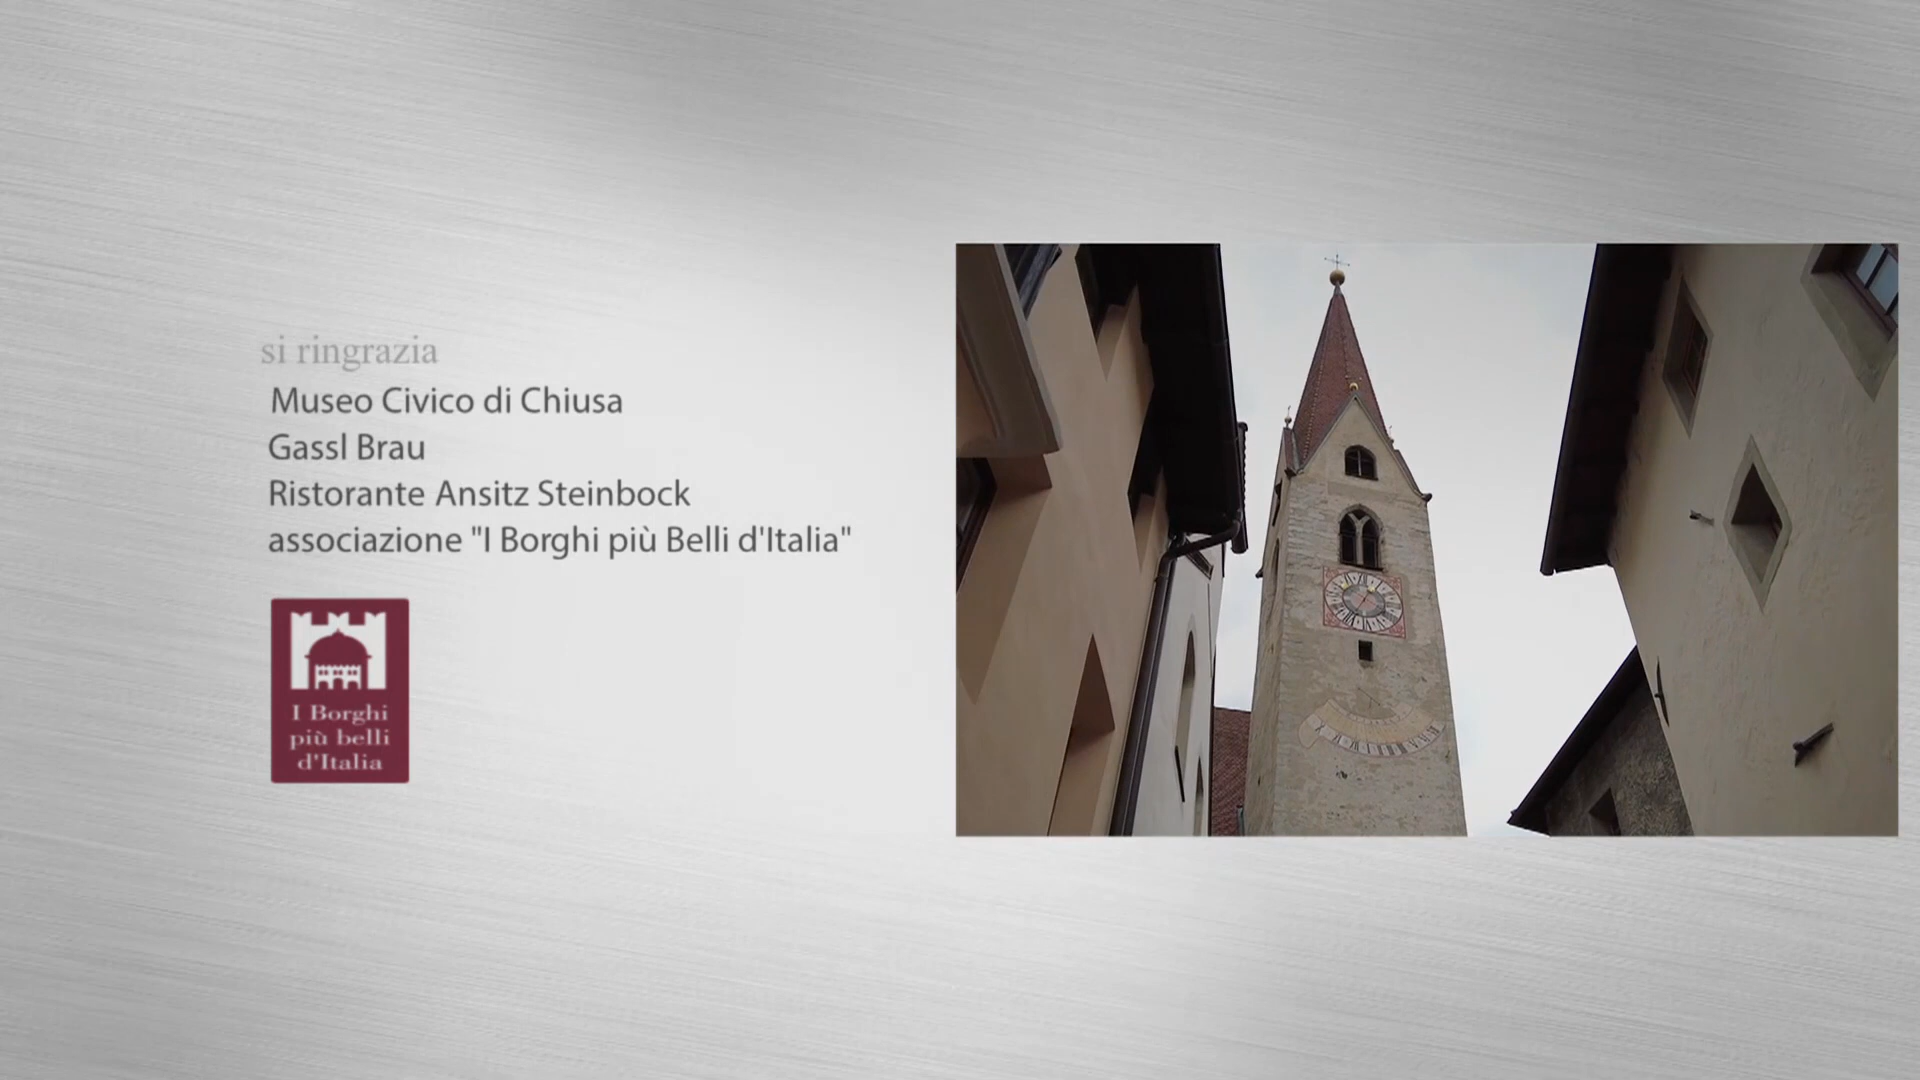 si ringrazia
Museo Civico di Chiusa
Gassl Brau
Ristorante Ansitz Steinbock
associazione "I Borghi più Belli d'Italia"
I Borghi
più belli
d'Italia